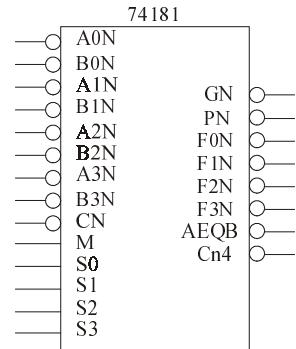 74181
A0N
B0N
A1N
B1N
A2N
B2N
A3N
B3N
CN
M
S0
S1
S2
S3
GN
PN
F0N
F1N
F2N
F3N
AEQB
Cn4